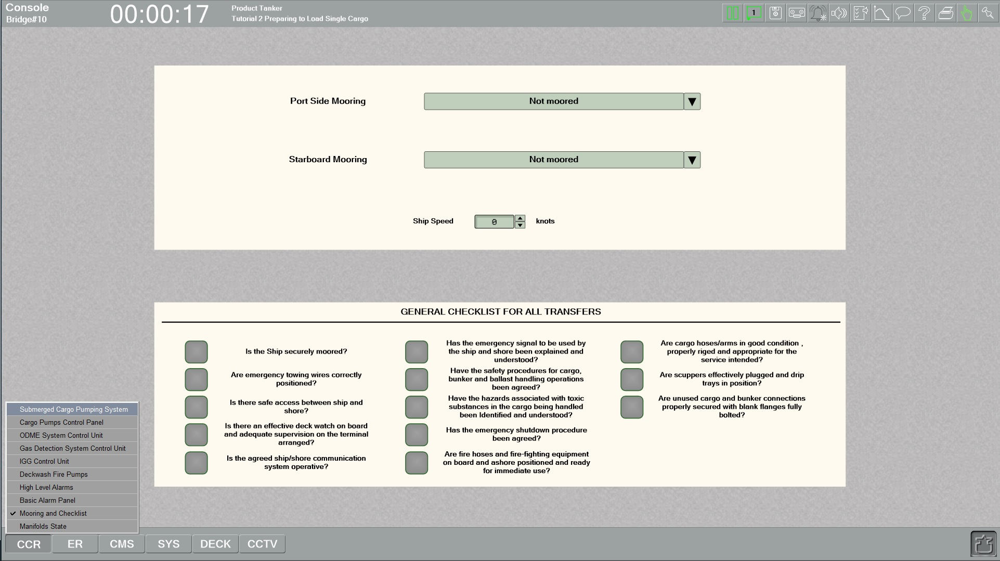 Console
Bridge#10
00:00:17
Product Tanker
Tutorial 2 Preparing to Load Single Cargo
1
Port Side Mooring
Not moored
Starboard Mooring
Not moored
Ship Speed
0
knots
GENERAL CHECKLIST FOR ALL TRANSFERS
Is the Ship securely moored?
Are emergency towing wires correctly
positioned?
Is there safe access between ship and
shore?
Is there an effective deck watch on board
and adequate supervision on the terminal
arranged?
Is the agreed ship/shore communication
system operative?
Has the emergency signal to be used by
the ship and shore been explained and
understood?
Have the safety procedures for cargo,
bunker and ballast handling operations
been agreed?
Have the hazards associated with toxic
substances in the cargo being handled
been Identified and understood?
Has the emergency shutdown procedure
been agreed?
Are fire hoses and fire-fighting equipment
on board and ashore positioned and ready
for immediate use?
Are cargo hoses/arms in good condition ,
properly riged and appropriate for the
service intended?
Are scuppers effectively plugged and drip
trays in position?
Are unused cargo and bunker connections
properly secured with blank flanges fully
bolted?
Submerged Cargo Pumping System
Cargo Pumps Control Panel
ODME System Control Unit
Gas Detection System Control Unit
IGG Control Unit
Deckwash Fire Pumps
High Level Alarms
Basic Alarm Panel
Mooring and Checklist
Manifolds State
CCR
ER
CMS
SYS
DECK
CCTV